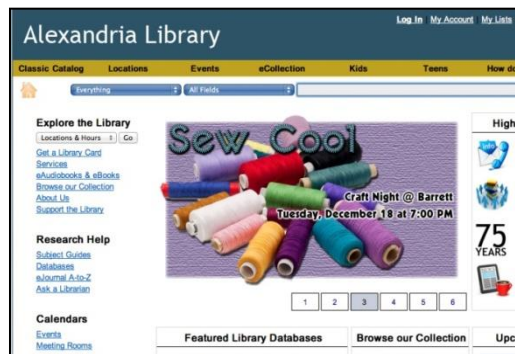 Log In My Account My Lists
Alexandria Library
Classic Catalog Locations Events eCollection Kids Teens How do
Everything All Fields
Explore the Library
Locations & Hours Go
Get a Library Card
Services
eAudiobooks & eBooks
Browse our Collection
About Us
Support the Library
Research Help
Subject Guides
Databases
eJournal A-to-Z
Ask a Librarian
Calendars
Events
Meeting Rooms
Sew Cool
Craft Night @ Barrett
Tuesday, December 18 at 7:00 PM
1 2 3 4 5 6
Featured Library Databases
Browse our Collection
High
Info
75
YEARS
Upc